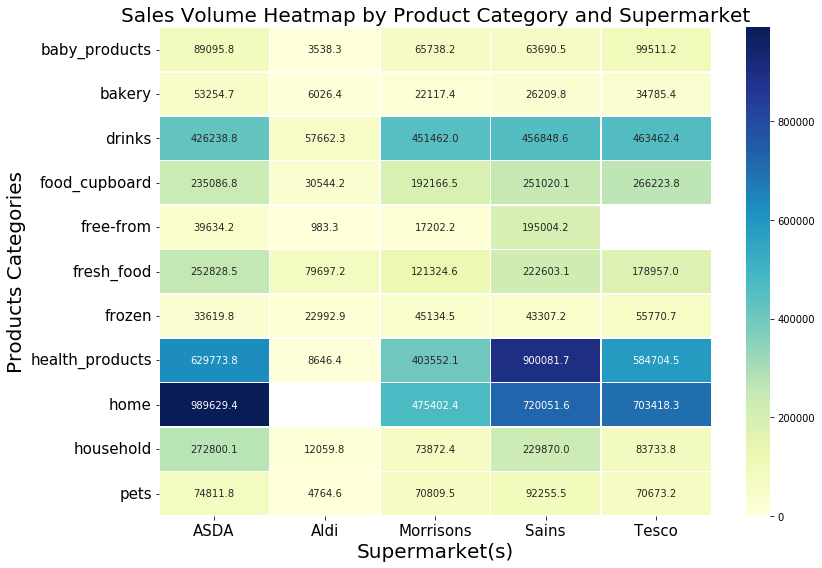 Sales Volume Heatmap by Product Category and Supermarket
Products Categories
baby_products 89095.8 3538.3 65738.2 63690.5 99511.2
bakery 53254.7 6026.4 22117.4 26209.8 34785.4
drinks 426238.8 57662.3 451462.0 456848.6 463462.4
food_cupboard 235086.8 30544.2 192166.5 251020.1 266223.8
free-from 39634.2 983.3 17202.2 195004.2
fresh_food 252828.5 79697.2 121324.6 222603.1 178957.0
frozen 33619.8 22992.9 45134.5 43307.2 55770.7
health_products 629773.8 8646.4 403552.1 900081.7 584704.5
home 989629.4 475402.4 720051.6 703418.3
household 272800.1 12059.8 73872.4 229870.0 83733.8
pets 74811.8 4764.6 70809.5 92255.5 70673.2
ASDA Aldi Morrisons Sains Tesco
Supermarket(s)
800000
600000
400000
200000
0